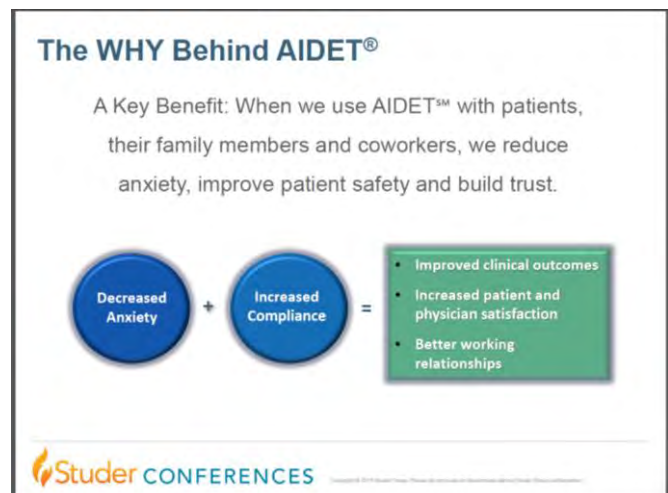 The WHY Behind AIDET®
A Key Benefit: When we use AIDET℠ with patients,
their family members and coworkers, we reduce
anxiety, improve patient safety and build trust.
Decreased
Anxiety
+
Increased
Compliance
=
• Improved clinical outcomes
• Increased patient and
physician satisfaction
• Better working
relationships
Studer CONFERENCES